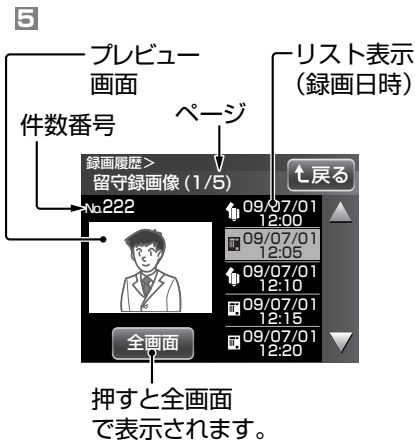 5
プレビュー
画面
リスト表示
（録画日時）
件数番号
ページ
録画履歴＞
留守録画像 (1/5)
戻る
No.222
09/07/01
12:00
09/07/01
12:05
09/07/01
12:10
09/07/01
12:15
09/07/01
12:20
全画面
押すと全画面
で表示されます。